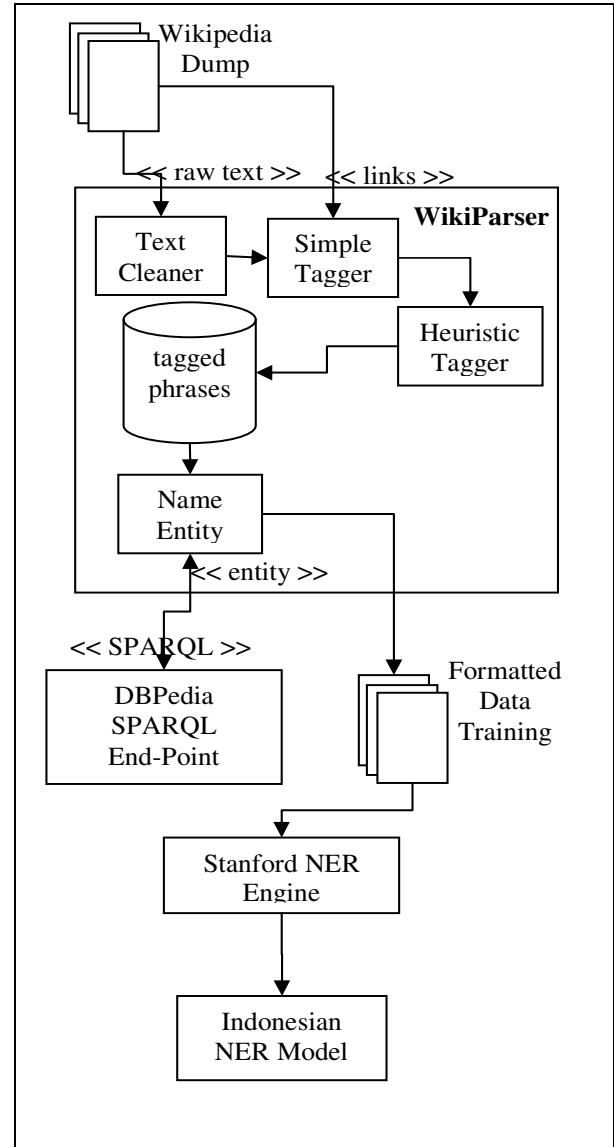 Wikipedia
Dump
<< raw text >>
<< links >>
WikiParser
Text
Cleaner
Simple
Tagger
Heuristic
Tagger
tagged
phrases
Name
Entity
<< entity >>
<< SPARQL >>
DBPedia
SPARQL
End-Point
Formatted
Data
Training
Stanford NER
Engine
Indonesian
NER Model